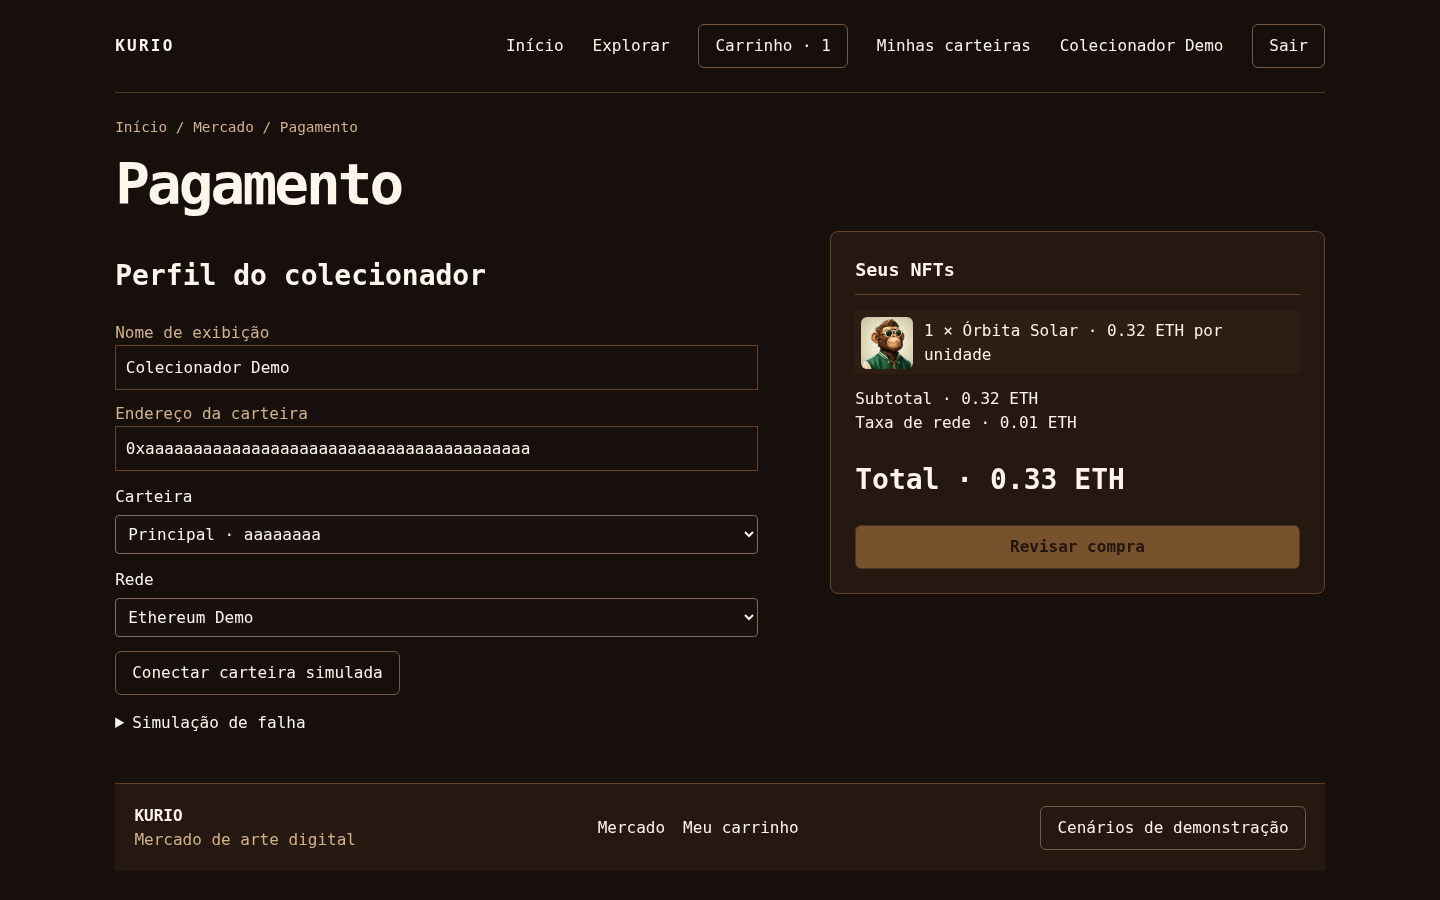 KURIO
Início
Explorar
Carrinho · 1
Minhas carteiras
Colecionador Demo
Sair
Início / Mercado / Pagamento
Pagamento
Perfil do colecionador
Nome de exibição
Colecionador Demo
Endereço da carteira
0xaaaaaaaaaaaaaaaaaaaaaaaaaaaaaaaaaaaaaaaa
Carteira
Principal · aaaaaaaa
Rede
Ethereum Demo
Conectar carteira simulada
Simulação de falha
Seus NFTs
1 × Órbita Solar · 0.32 ETH por
unidade
Subtotal · 0.32 ETH
Taxa de rede · 0.01 ETH
Total · 0.33 ETH
Revisar compra
KURIO
Mercado de arte digital
Mercado
Meu carrinho
Cenários de demonstração